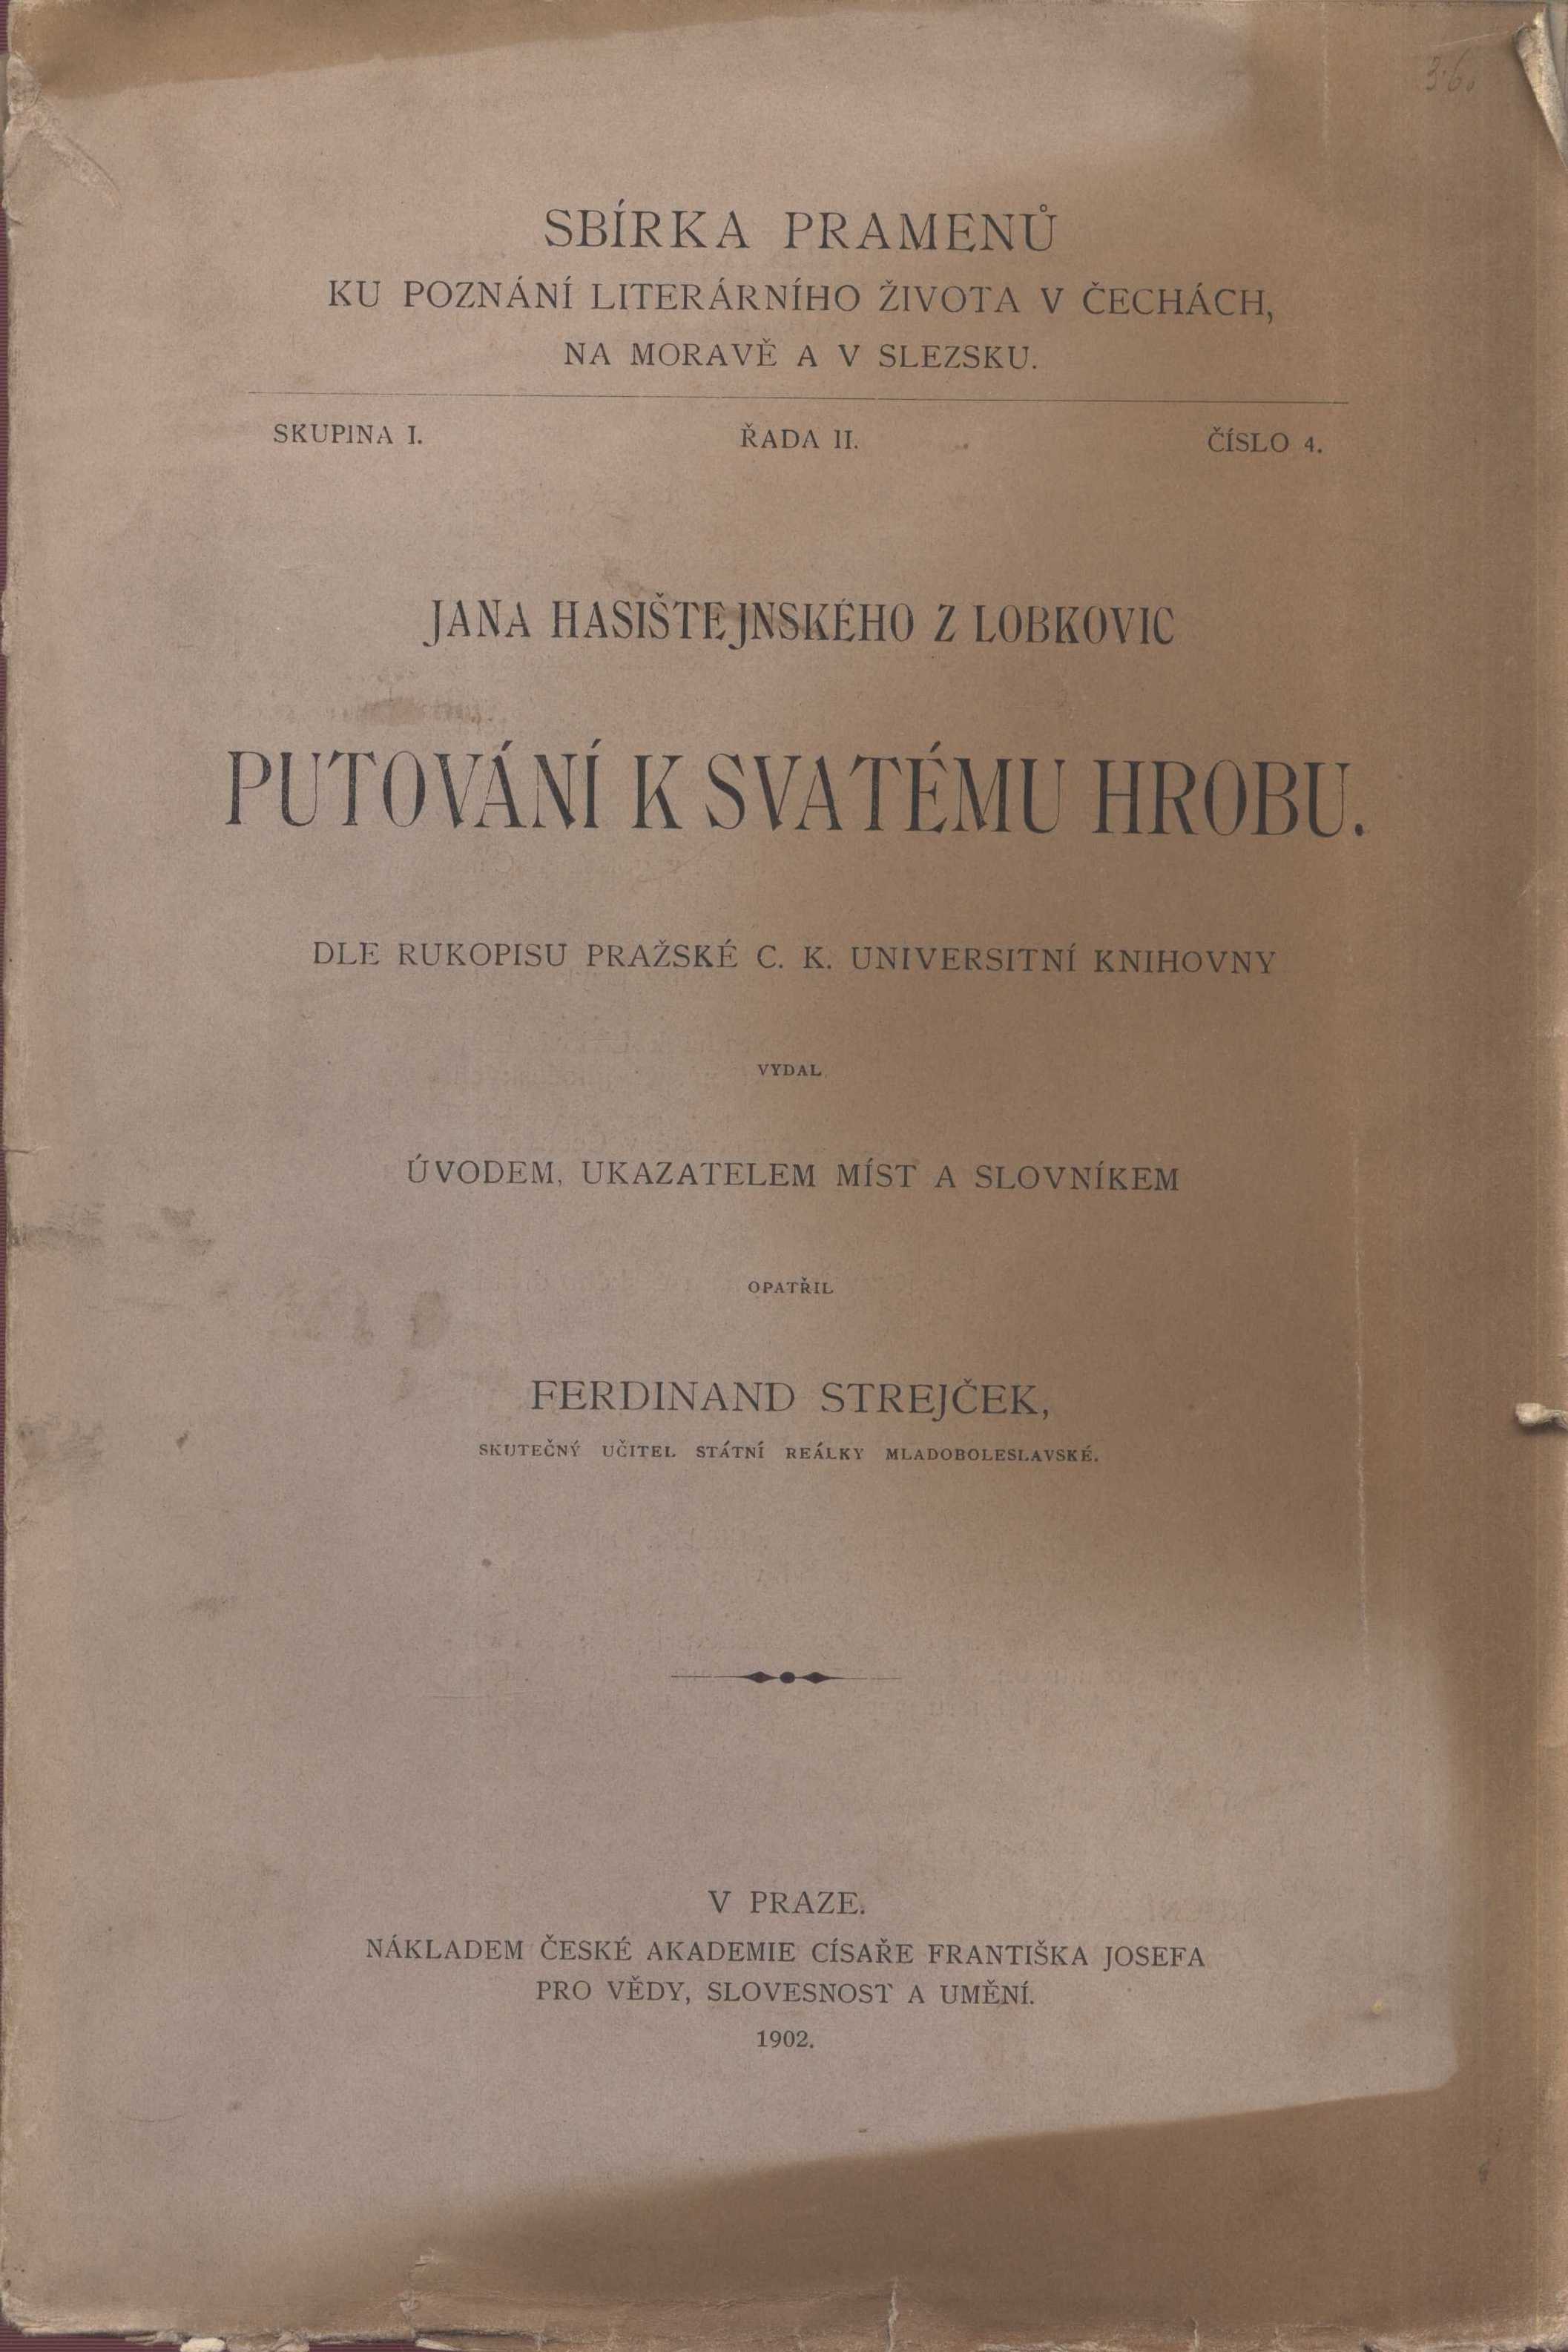 SBÍRKA PRAMENŮ
KU POZNÁNÍ LITERÁRNÍHO ŽIVOTA V ČECHÁCH,
NA MORAVĚ A V SLEZSKU.
SKUPINA I. ŘADA II. ČÍSLO 4.
JANA HASIŠTEJNSKÉHO Z LOBKOVIC
PUTOVÁNÍ K SVATÉMU HROBU.
DLE RUKOPISU PRAŽSKÉ C. K. UNIVERSITNÍ KNIHOVNY
VYDAL
ÚVODEM, UKAZATELEM MÍST A SLOVNÍKEM
OPATŘIL
FERDINAND STREJČEK,
SKUTEČNÝ UČITEL STÁTNÍ REÁLKY MLADOBOLESLAVSKÉ.
V PRAZE.
NÁKLADEM ČESKÉ AKADEMIE CÍSAŘE FRANTIŠKA JOSEFA
PRO VĚDY, SLOVESNOST A UMĚNÍ.
1902.